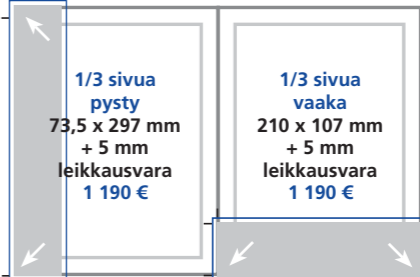 1/3 sivua
pysty
73,5 x 297 mm
+ 5 mm
leikkausvara
1 190 €
1/3 sivua
vaaka
210 x 107 mm
+ 5 mm
leikkausvara
1 190 €